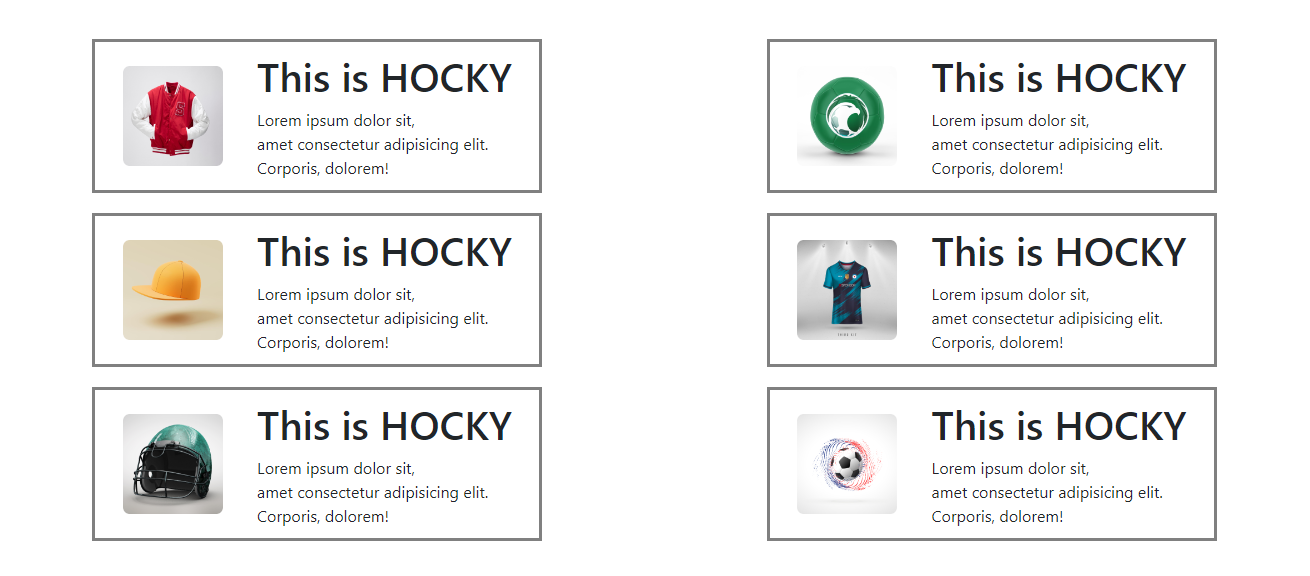 This is HOCKY
Lorem ipsum dolor sit,
amet consectetur adipisicing elit.
Corporis, dolorem!
This is HOCKY
Lorem ipsum dolor sit,
amet consectetur adipisicing elit.
Corporis, dolorem!
This is HOCKY
Lorem ipsum dolor sit,
amet consectetur adipisicing elit.
Corporis, dolorem!
This is HOCKY
Lorem ipsum dolor sit,
amet consectetur adipisicing elit.
Corporis, dolorem!
This is HOCKY
Lorem ipsum dolor sit,
amet consectetur adipisicing elit.
Corporis, dolorem!
This is HOCKY
Lorem ipsum dolor sit,
amet consectetur adipisicing elit.
Corporis, dolorem!